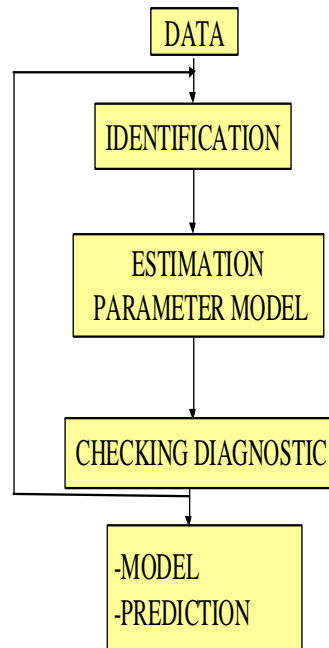 DATA
IDENTIFICATION
ESTIMATION
PARAMETER MODEL
CHECKING DIAGNOSTIC
-MODEL
-PREDICTION